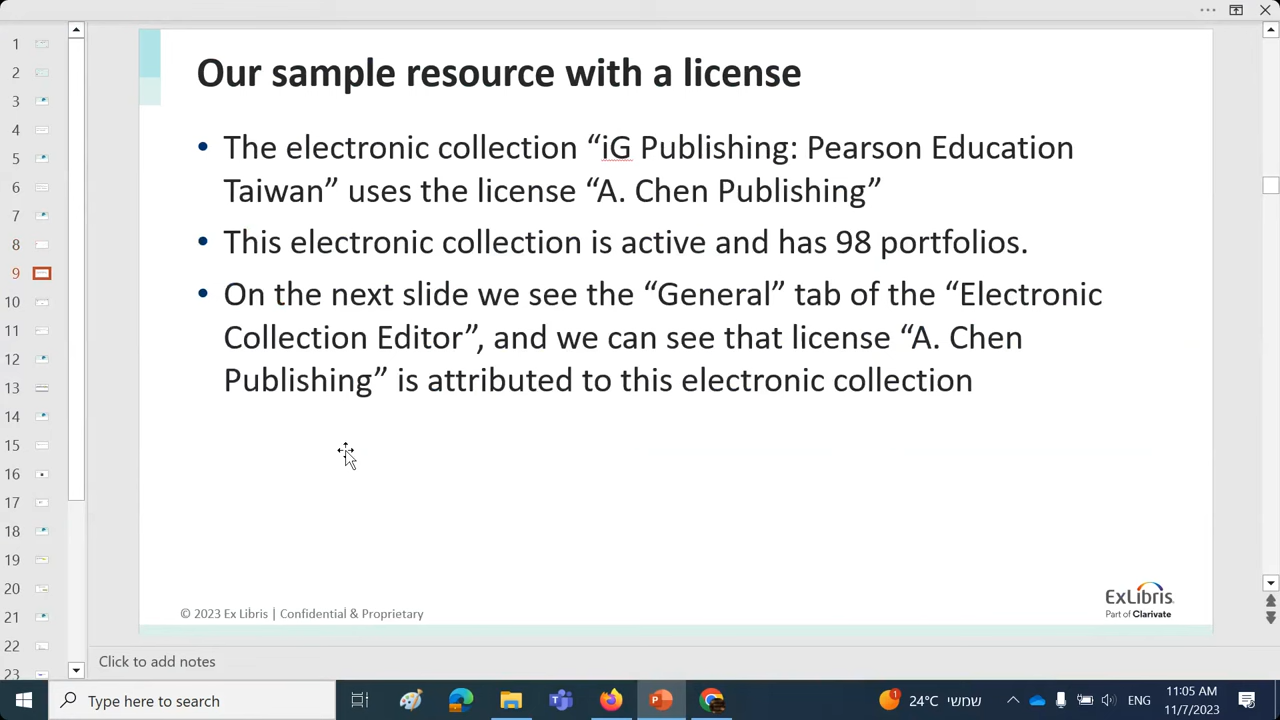 Our sample resource with a license
• The electronic collection “iG Publishing: Pearson Education
Taiwan” uses the license “A. Chen Publishing”
• This electronic collection is active and has 98 portfolios.
• On the next slide we see the “General” tab of the “Electronic
Collection Editor”, and we can see that license “A. Chen
Publishing” is attributed to this electronic collection
© 2023 Ex Libris | Confidential & Proprietary
ExLibris
Part of Clarivate
1
2
3
4
5
6
7
8
9
10
11
12
13
14
15
16
17
18
19
20
21
22
23
Click to add notes
Type here to search
1
24°C שמשי
ENG
11:05 AM
11/7/2023